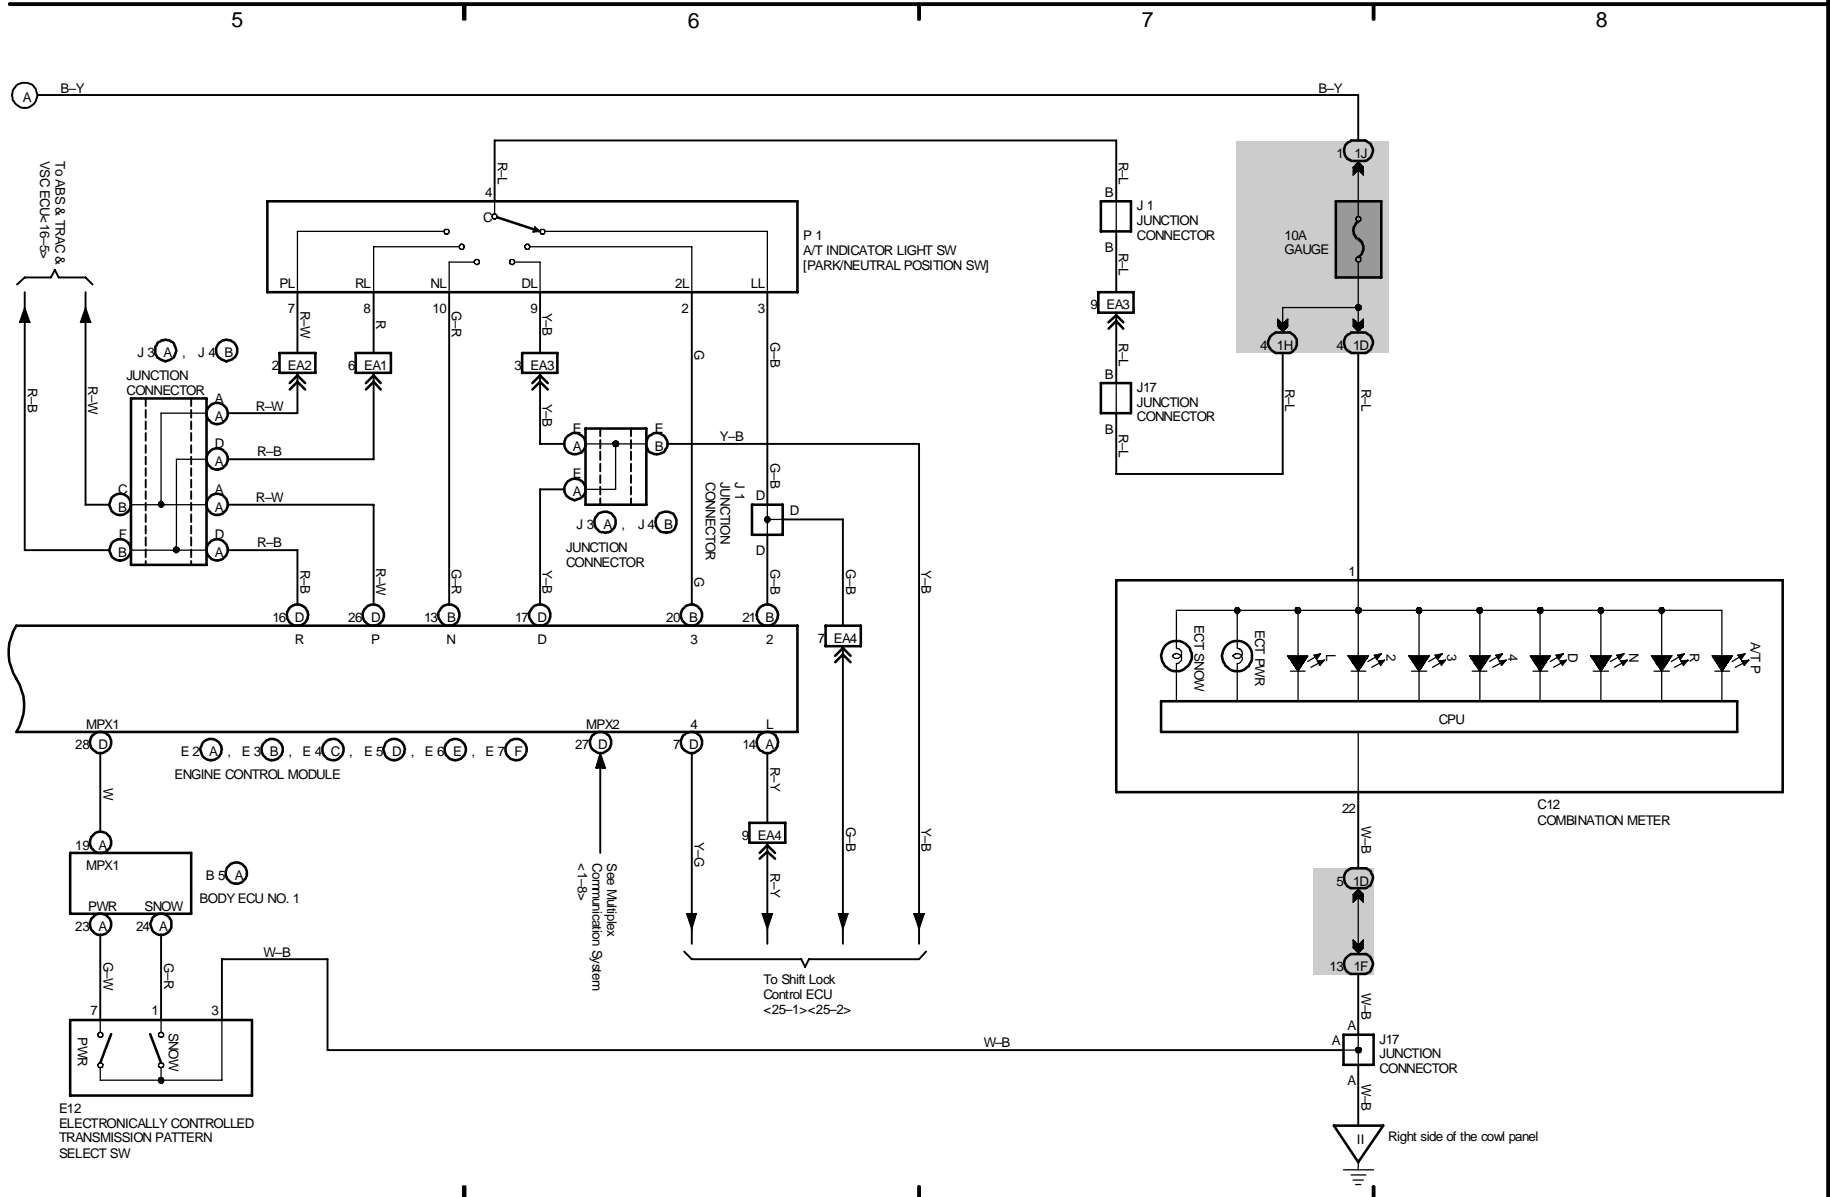 5
6
7
8
A
B–Y
B–Y
To ABS & TRAC &
VSC ECU<16–5>
R–L
4
C
P 1
A/T INDICATOR LIGHT SW
[PARK/NEUTRAL POSITION SW]
PL
RL
NL
DL
2L
LL
7
8
10
9
2
3
R–W
R
G–R
Y–B
G
G–B
2 EA2
6 EA1
3 EA3
R–L
B
J 1
JUNCTION
CONNECTOR
B
R–L
9 EA3
R–L
B
J17
JUNCTION
CONNECTOR
B
R–L
1 1J
10A
GAUGE
4 1H
4 1D
R–L
R–L
J 3 A , J 4 B
JUNCTION
CONNECTOR
R–B
R–W
A
A
R–W
D
A
R–B
C
B
A
A
R–W
F
B
D
A
R–B
Y–B
E
A
E
B
Y–B
E
A
J 3 A , J 4 B
JUNCTION
CONNECTOR
G–B
J 1
JUNCTION
CONNECTOR
D
D
D
R–B
R–W
G–R
Y–B
G
G–B
G–B
Y–B
16 D
26 D
13 B
17 D
20 B
21 B
R
P
N
D
3
2
7 EA4
MPX1
MPX2
4
L
28 D
27 D
7 D
14 A
E 2 A , E 3 B , E 4 C , E 5 D , E 6 E , E 7 F
ENGINE CONTROL MODULE
W
R–Y
9 EA4
Y–G
R–Y
G–B
Y–B
19 A
MPX1
B 5 A
BODY ECU NO. 1
PWR
SNOW
23 A
24 A
G–W
G–R
W–B
7
1
3
PWR
SNOW
E12
ELECTRONICALLY CONTROLLED
TRANSMISSION PATTERN
SELECT SW
See Multiplex
Communication System
<1–8>
To Shift Lock
Control ECU
<25–1><25–2>
W–B
1
ECT SNOW
ECT PWR
L
2
3
4
D
N
R
A/T P
CPU
22
C12
COMBINATION METER
W–B
5 1D
13 1F
W–B
A
A
J17
JUNCTION
CONNECTOR
A
W–B
II
Right side of the cowl panel